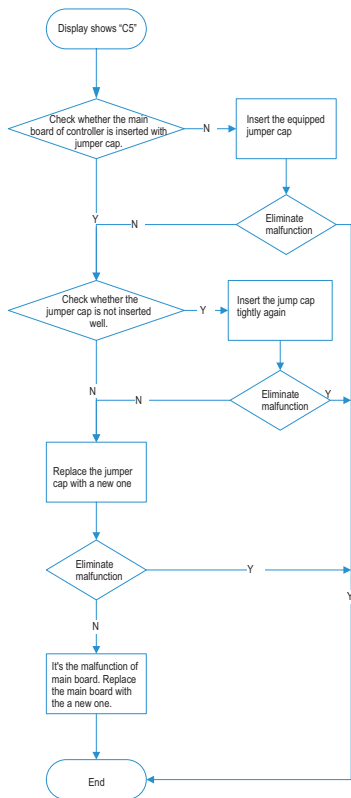 Display shows “C5”
Check whether the main
board of controller is inserted with
jumper cap.
N
Insert the equipped
jumper cap
Y
N
Eliminate
malfunction
Check whether the
jumper cap is not inserted
well.
Y
Insert the jump cap
tightly again
N
N
Eliminate
malfunction
Y
Replace the jumper
cap with a new one
Eliminate
malfunction
Y
Y
N
It's the malfunction of
main board. Replace
the main board with
the a new one.
End